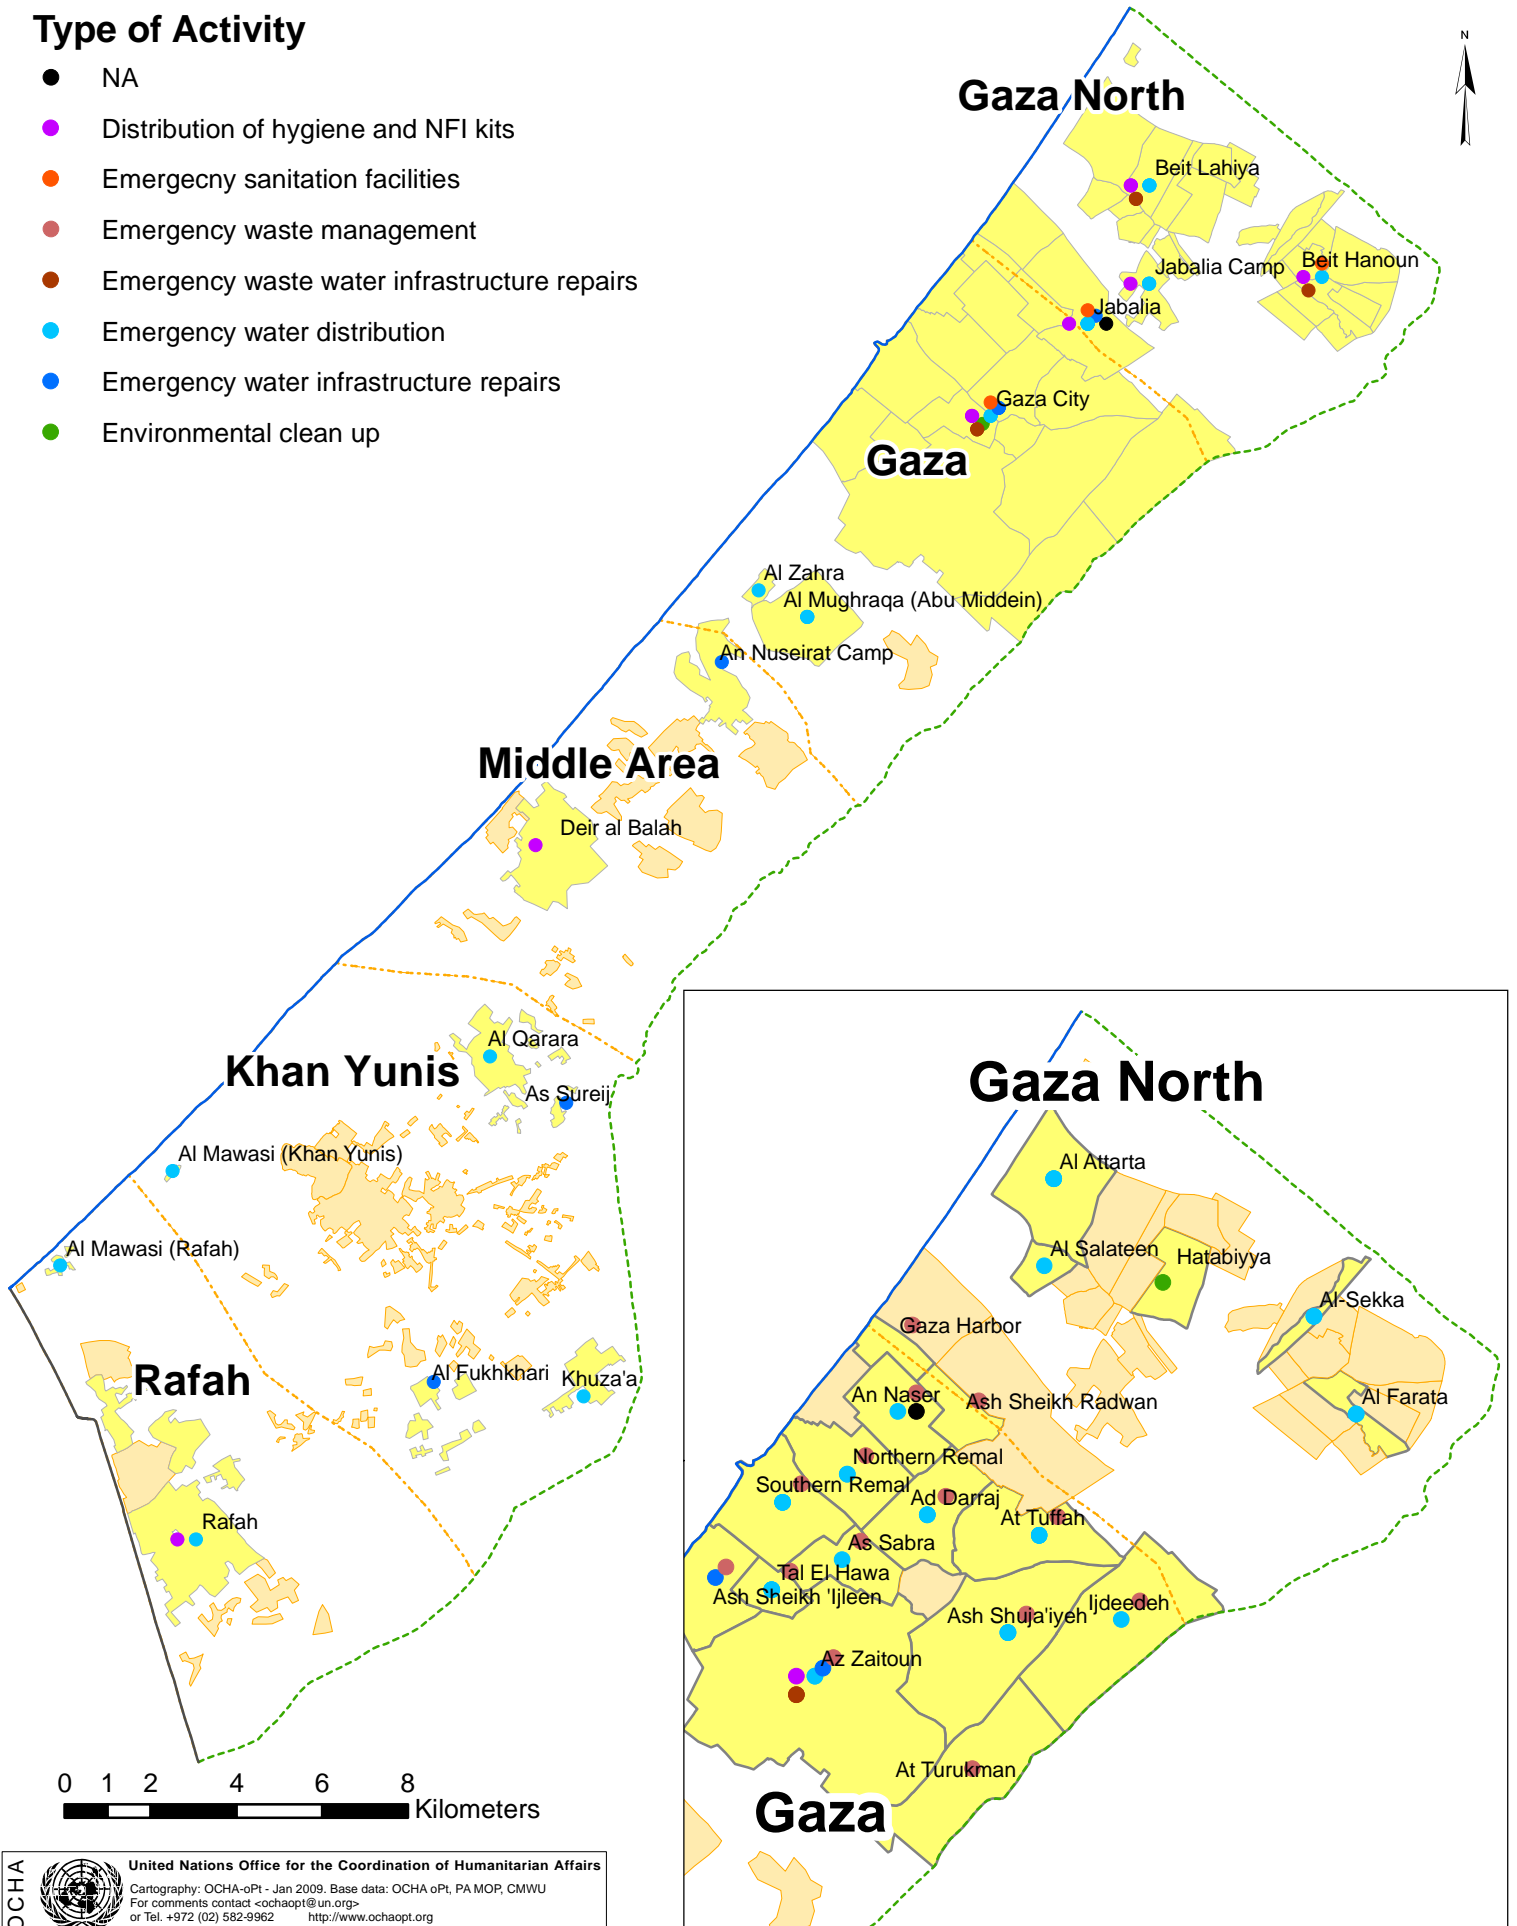 Type of Activity
NA
Distribution of hygiene and NFI kits
Emergecny sanitation facilities
Emergency waste management
Emergency waste water infrastructure repairs
Emergency water distribution
Emergency water infrastructure repairs
Environmental clean up
N
Gaza North
Beit Lahiya
Jabalia Camp
Beit Hanoun
Jabalia
Gaza City
Gaza
Al Zahra
Al Mughraqa (Abu Middein)
An Nuseirat Camp
Middle Area
Deir al Balah
Al Qarara
Khan Yunis
As Sureij
Al Mawasi (Khan Yunis)
Al Mawasi (Rafah)
Rafah
Al Fukhkhari
Khuza'a
Rafah
Gaza North
Al Attarta
Al Salateen
Hatabiyya
Al-Sekka
Gaza Harbor
An Naser
Ash Sheikh Radwan
Al Farata
Northern Remal
Southern Remal
Ad Darraj
At Tuffah
As Sabra
Tal El Hawa
Ash Sheikh 'Ijleen
Ash Shuja'iyeh
Ijdeedeh
Az Zaitoun
At Turukman
Gaza
0 1 2 4 6 8
Kilometers
OCHA
United Nations Office for the Coordination of Humanitarian Affairs
Cartography: OCHA-oPt - Jan 2009. Base data: OCHA oPt, PA MOP, CMWU
For comments contact <ochaopt@un.org>
or Tel. +972 (02) 582-9962 http://www.ochaopt.org